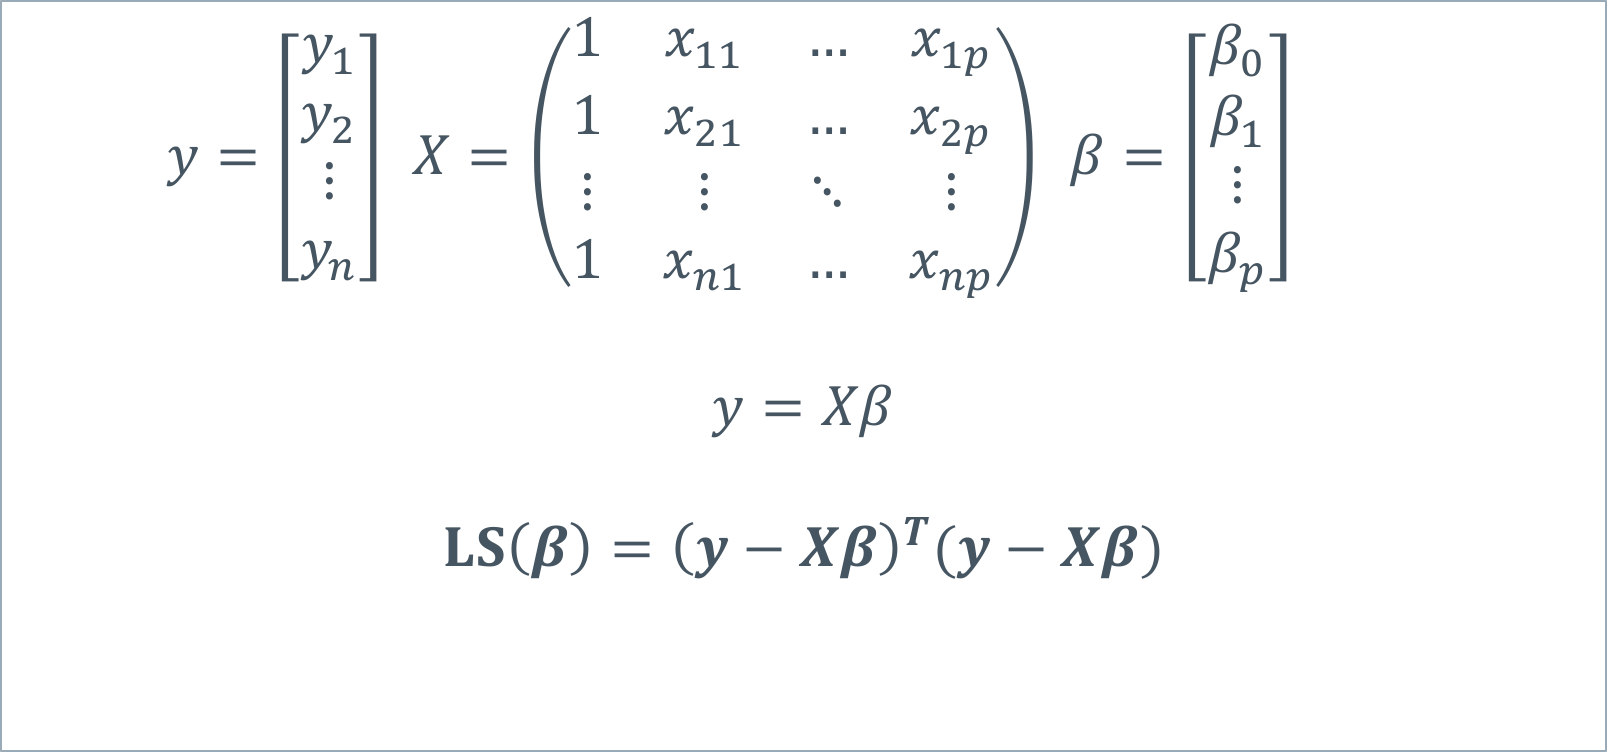 y = [y₁ y₂ ⋮ yₙ] X = (1 x₁₁ … x₁ₚ 1 x₂₁ … x₂ₚ ⋮ ⋮ ⋱ ⋮ 1 xₙ₁ … xₙₚ) β = [β₀ β₁ ⋮ βₚ]
y = Xβ
LS(β) = (y − Xβ)ᵀ(y − Xβ)